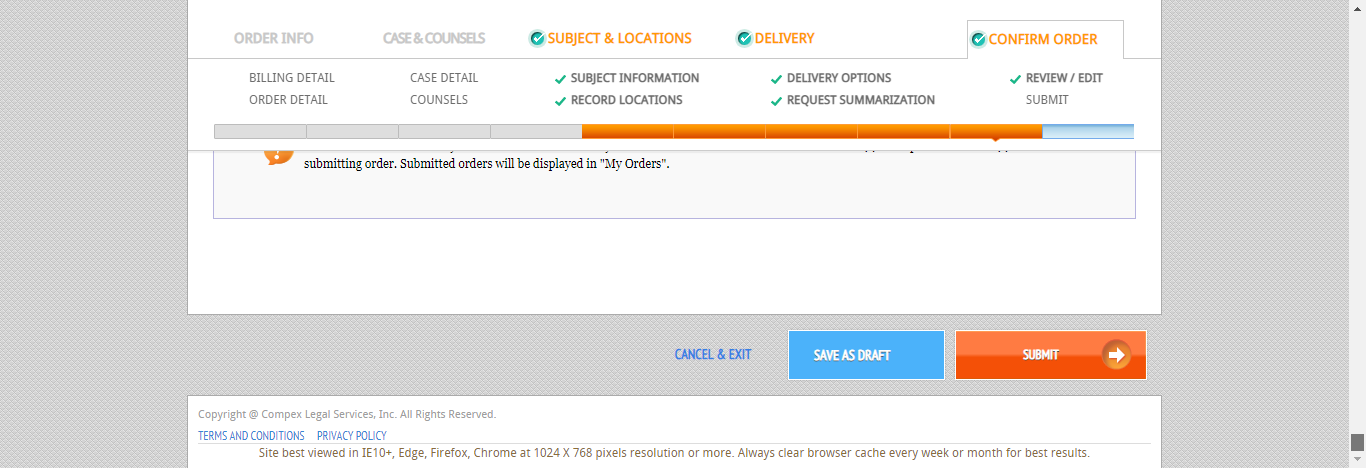 ORDER INFO CASE & COUNSELS SUBJECT & LOCATIONS DELIVERY CONFIRM ORDER
BILLING DETAIL CASE DETAIL SUBJECT INFORMATION DELIVERY OPTIONS REVIEW / EDIT
ORDER DETAIL COUNSELS RECORD LOCATIONS REQUEST SUMMARIZATION SUBMIT
submitting order. Submitted orders will be displayed in "My Orders".
CANCEL & EXIT SAVE AS DRAFT SUBMIT
Copyright @ Compex Legal Services, Inc. All Rights Reserved.
TERMS AND CONDITIONS PRIVACY POLICY
Site best viewed in IE10+, Edge, Firefox, Chrome at 1024 X 768 pixels resolution or more. Always clear browser cache every week or month for best results.